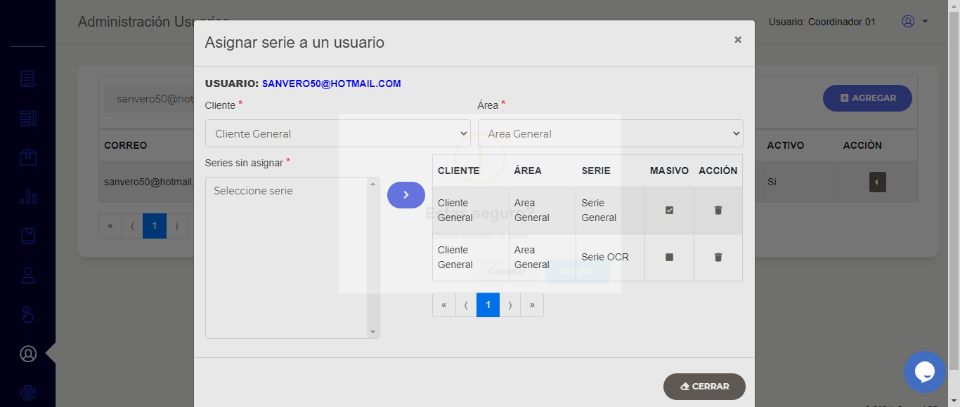 Administración Usuarios
Usuario: Coordinador 01
Asignar serie a un usuario
×
USUARIO: SANVERO50@HOTMAIL.COM
Cliente *
Área *
Cliente General
Area General
sanvero50@hot
AGREGAR
Series sin asignar *
Seleccione serie
CLIENTE ÁREA SERIE MASIVO ACCIÓN
Cliente General Area General Serie General
Cliente General Area General Serie OCR
« ⟨ 1 ⟩ »
CORREO ACTIVO ACCIÓN
sanvero50@hotmail. Si
« ⟨ 1 ⟩
CERRAR